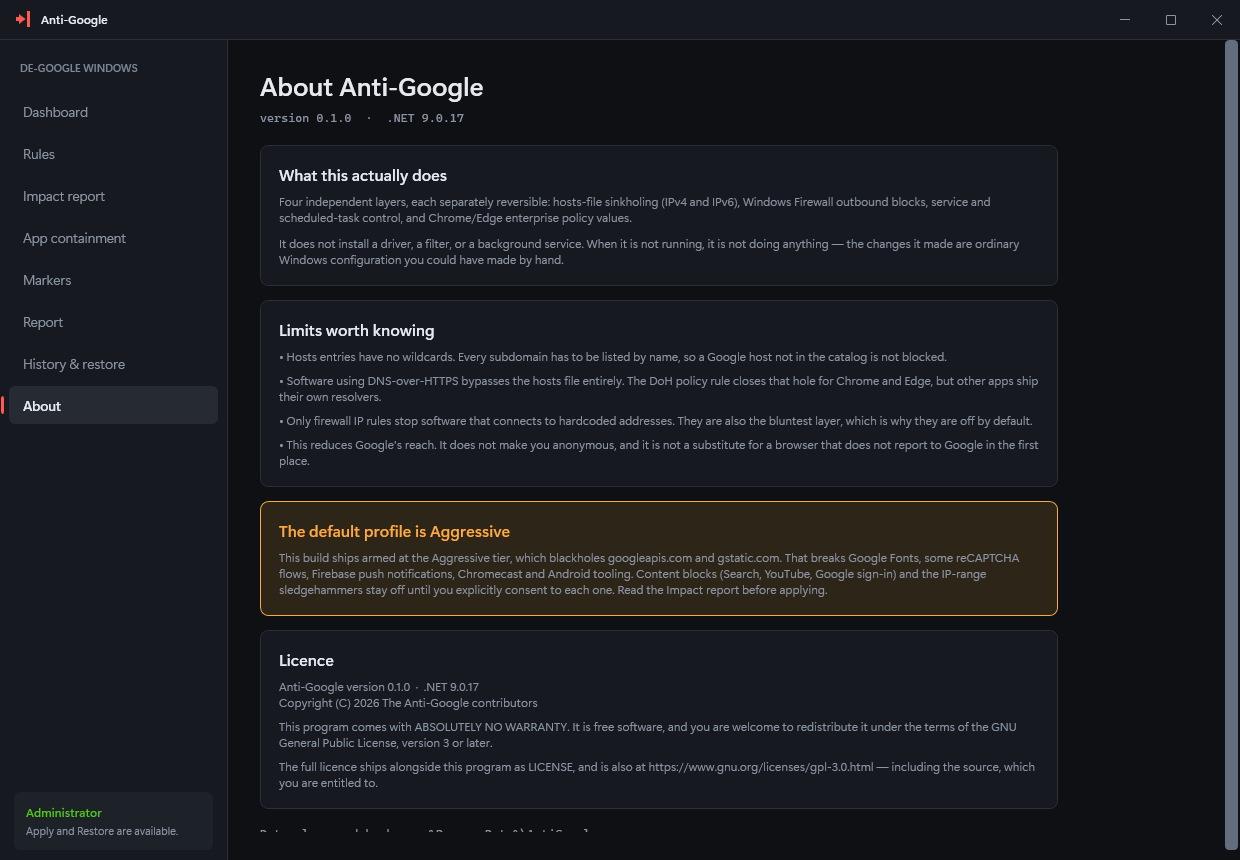 Anti-Google
DE-GOOGLE WINDOWS
Dashboard
Rules
Impact report
App containment
Markers
Report
History & restore
About
Administrator
Apply and Restore are available.
About Anti-Google
version 0.1.0 · .NET 9.0.17
What this actually does
Four independent layers, each separately reversible: hosts-file sinkholing (IPv4 and IPv6), Windows Firewall outbound blocks, service and
scheduled-task control, and Chrome/Edge enterprise policy values.
It does not install a driver, a filter, or a background service. When it is not running, it is not doing anything — the changes it made are ordinary
Windows configuration you could have made by hand.
Limits worth knowing
• Hosts entries have no wildcards. Every subdomain has to be listed by name, so a Google host not in the catalog is not blocked.
• Software using DNS-over-HTTPS bypasses the hosts file entirely. The DoH policy rule closes that hole for Chrome and Edge, but other apps ship
their own resolvers.
• Only firewall IP rules stop software that connects to hardcoded addresses. They are also the bluntest layer, which is why they are off by default.
• This reduces Google's reach. It does not make you anonymous, and it is not a substitute for a browser that does not report to Google in the first
place.
The default profile is Aggressive
This build ships armed at the Aggressive tier, which blackholes googleapis.com and gstatic.com. That breaks Google Fonts, some reCAPTCHA
flows, Firebase push notifications, Chromecast and Android tooling. Content blocks (Search, YouTube, Google sign-in) and the IP-range
sledgehammers stay off until you explicitly consent to each one. Read the Impact report before applying.
Licence
Anti-Google version 0.1.0 · .NET 9.0.17
Copyright (C) 2026 The Anti-Google contributors
This program comes with ABSOLUTELY NO WARRANTY. It is free software, and you are welcome to redistribute it under the terms of the GNU
General Public License, version 3 or later.
The full licence ships alongside this program as LICENSE, and is also at https://www.gnu.org/licenses/gpl-3.0.html — including the source, which
you are entitled to.